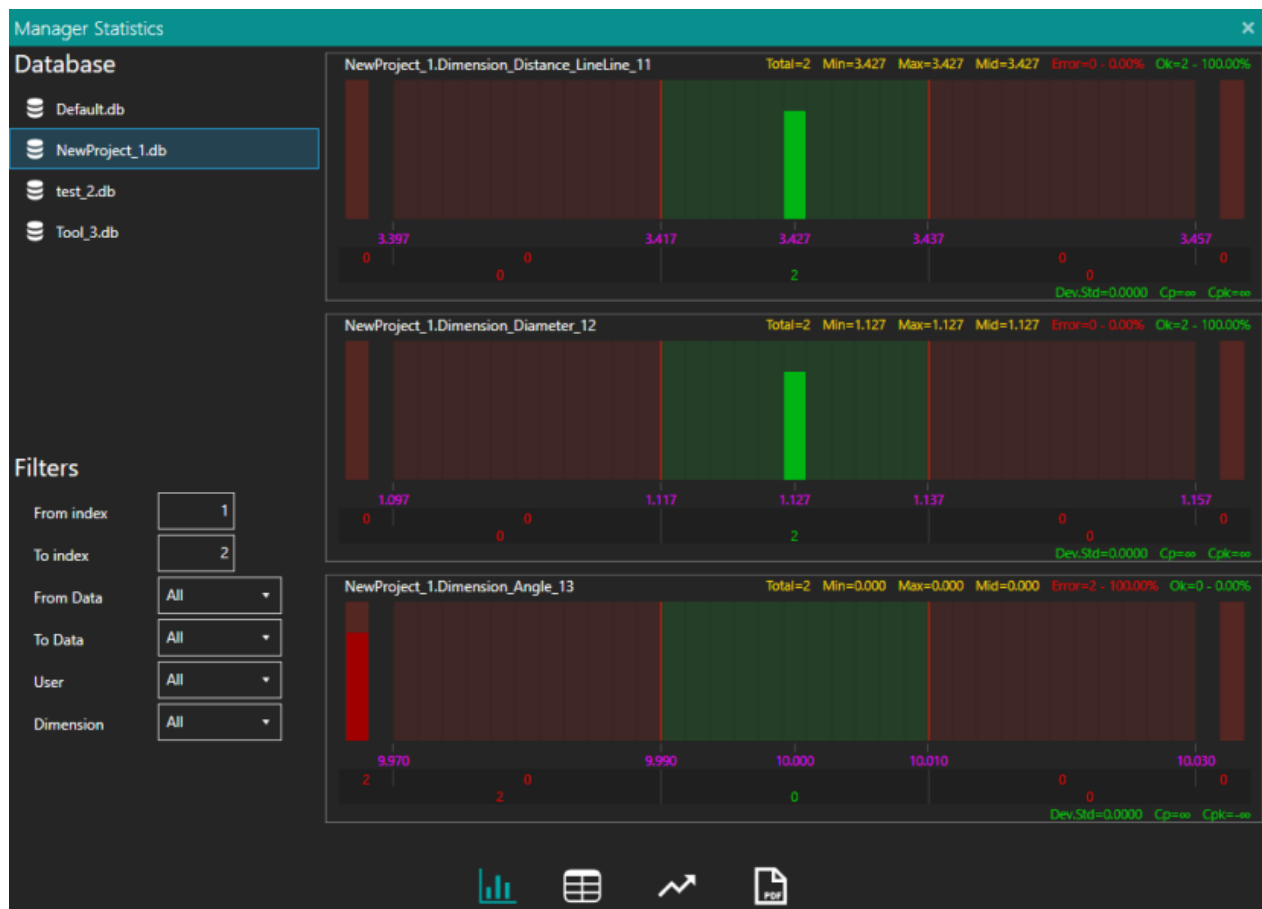 Manager Statistics
Database
Default.db
NewProject_1.db
test_2.db
Tool_3.db
Filters
From index 1
To index 2
From Data All
To Data All
User All
Dimension All
NewProject_1.Dimension_Distance_LineLine_11 Total=2 Min=3.427 Max=3.427 Mid=3.427 Error=0 - 0.00% Ok=2 - 100.00%
3.397 3.417 3.427 3.437 3.457
0 0 0 0
0 2 0
Dev.Std=0.0000 Cp=∞ Cpk=∞
NewProject_1.Dimension_Diameter_12 Total=2 Min=1.127 Max=1.127 Mid=1.127 Error=0 - 0.00% Ok=2 - 100.00%
1.097 1.117 1.127 1.137 1.157
0 0 0 0
0 2 0
Dev.Std=0.0000 Cp=∞ Cpk=∞
NewProject_1.Dimension_Angle_13 Total=2 Min=0.000 Max=0.000 Mid=0.000 Error=2 - 100.00% Ok=0 - 0.00%
9.970 9.990 10.000 10.010 10.030
2 0 0 0
2 0 0
Dev.Std=0.0000 Cp=∞ Cpk=-∞
PDF